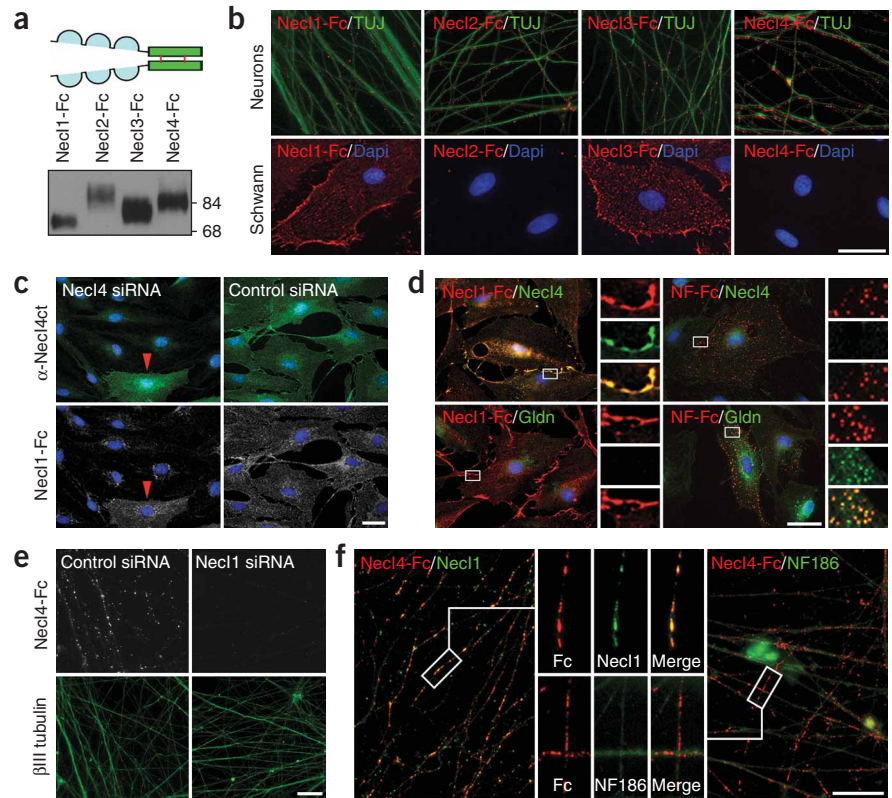 a
Necl1-Fc
Necl2-Fc
Necl3-Fc
Necl4-Fc
84
68
b
Necl1-Fc/TUJ
Necl2-Fc/TUJ
Necl3-Fc/TUJ
Necl4-Fc/TUJ
Neurons
Necl1-Fc/Dapi
Necl2-Fc/Dapi
Necl3-Fc/Dapi
Necl4-Fc/Dapi
Schwann
c
Necl4 siRNA
Control siRNA
α-Necl4ct
Necl1-Fc
d
Necl1-Fc/Necl4
NF-Fc/Necl4
Necl1-Fc/Gldn
NF-Fc/Gldn
e
Control siRNA
Necl1 siRNA
Necl4-Fc
βIII tubulin
f
Necl4-Fc/Necl1
Fc
Necl1
Merge
Fc
NF186
Merge
Necl4-Fc/NF186